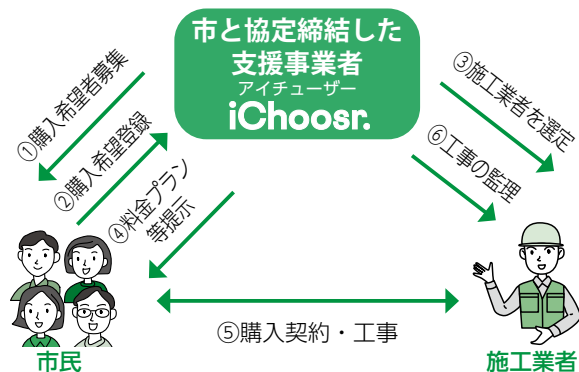 市と協定締結した
支援事業者
アイチューザー
iChoosr.
①購入希望者募集
②購入希望登録
③施工業者を選定
④料金プラン
等提示
⑥工事の監理
⑤購入契約・工事
市民
施工業者